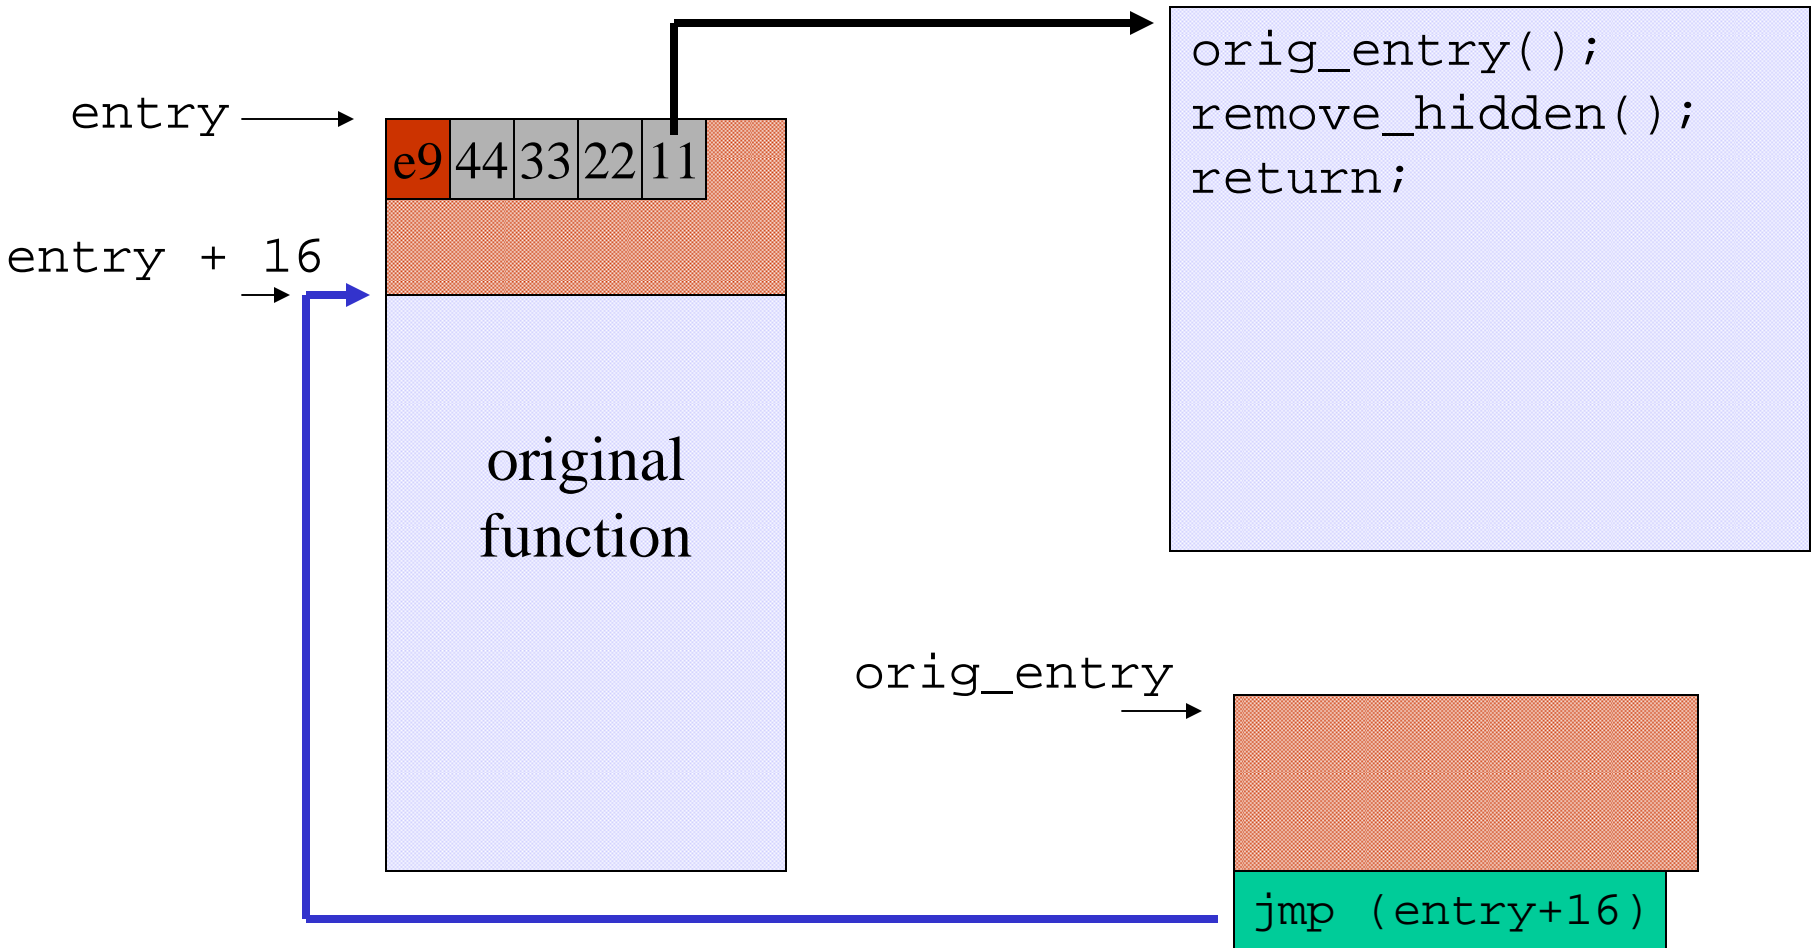 orig_entry();
remove_hidden();
return;
entry
e9 44 33 22 11
entry + 16
original
function
orig_entry
jmp (entry+16)